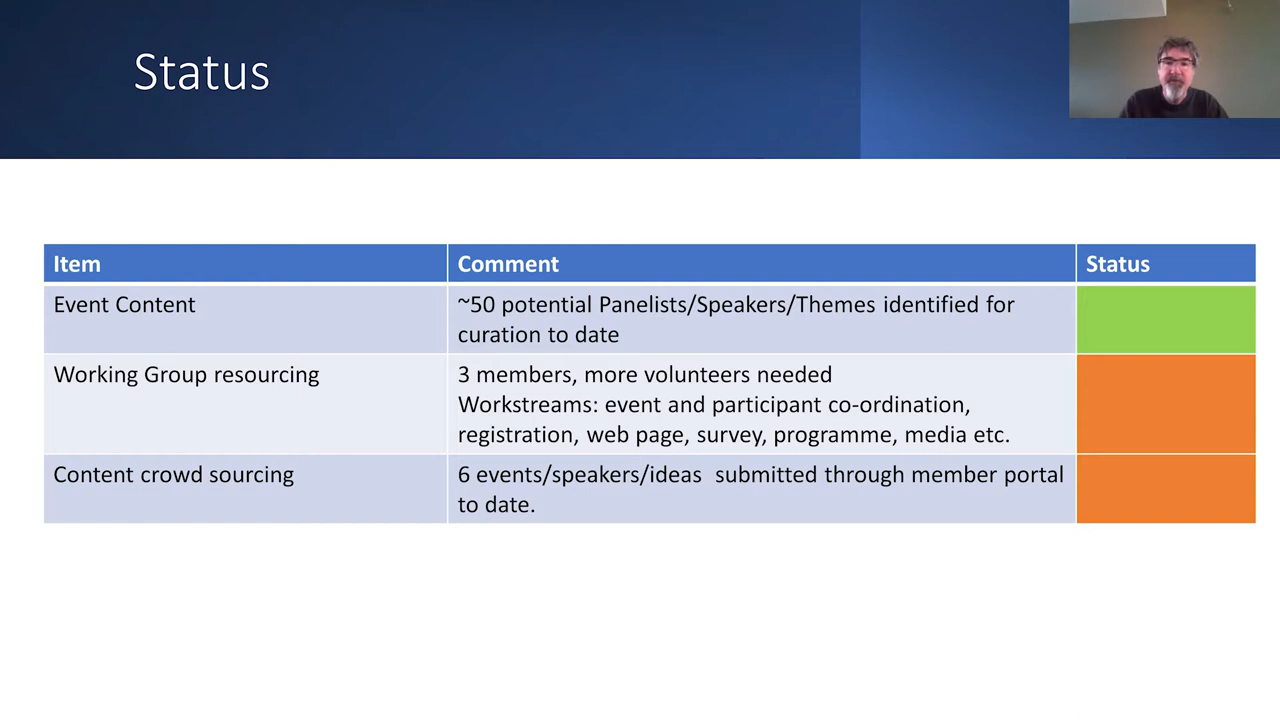 Status
Item
Comment
Status
Event Content
~50 potential Panelists/Speakers/Themes identified for
curation to date
Working Group resourcing
3 members, more volunteers needed
Workstreams: event and participant co-ordination,
registration, web page, survey, programme, media etc.
Content crowd sourcing
6 events/speakers/ideas  submitted through member portal
to date.